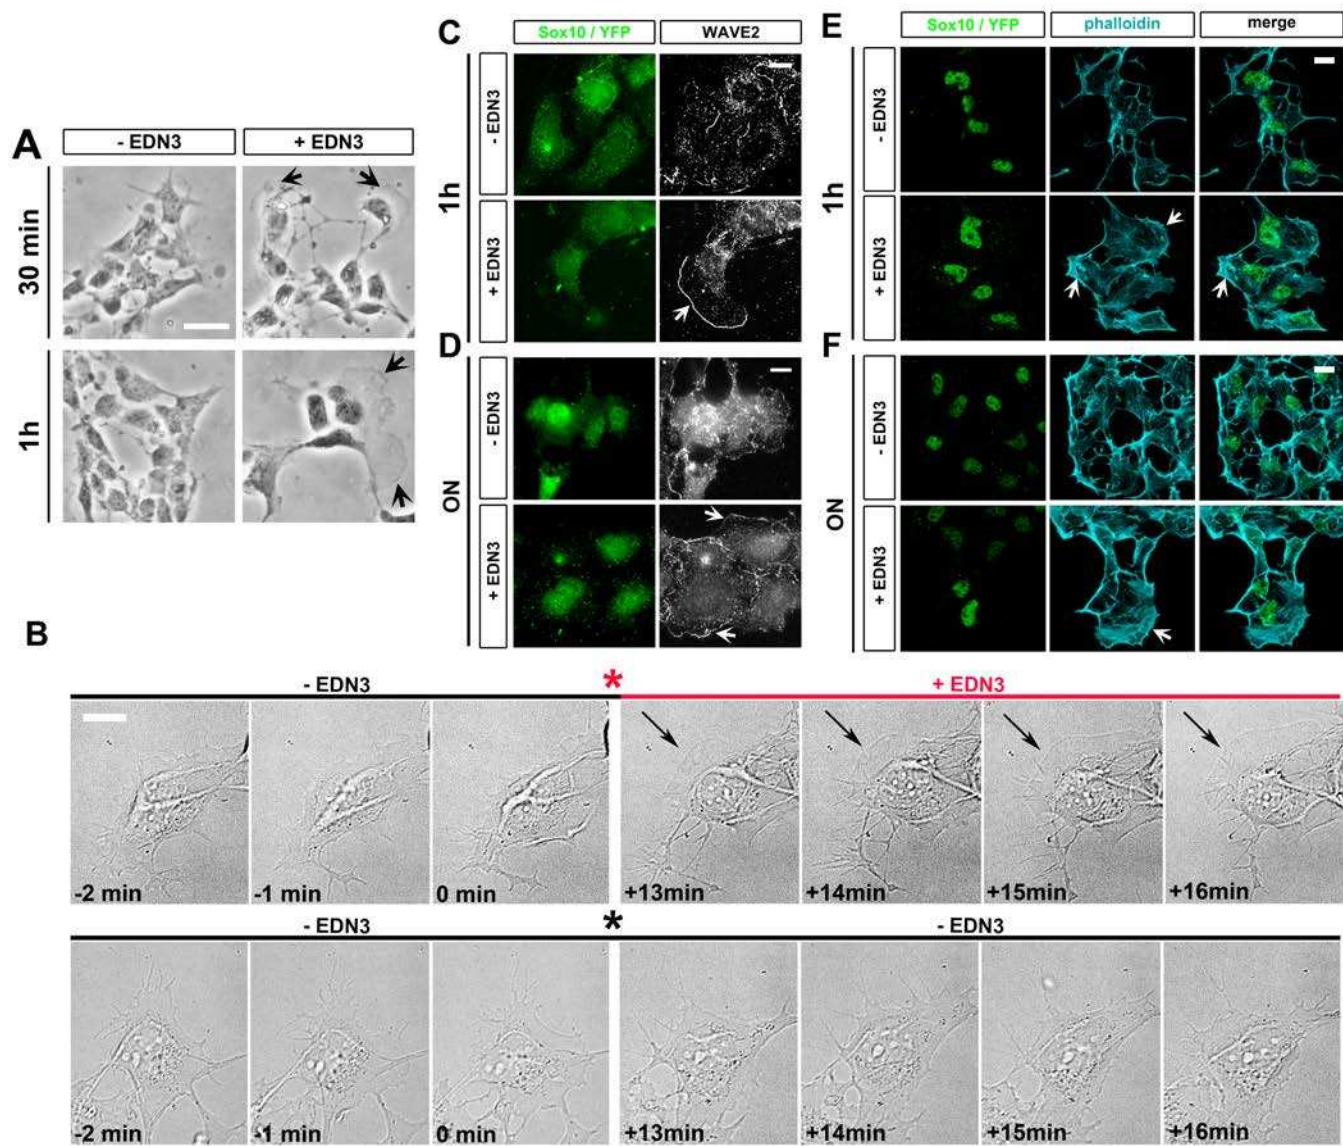 A
- EDN3
+ EDN3
30 min
1h
C
Sox10 / YFP
WAVE2
1h
- EDN3
+ EDN3
D
ON
- EDN3
+ EDN3
E
Sox10 / YFP
phalloidin
merge
1h
- EDN3
+ EDN3
F
ON
- EDN3
+ EDN3
B
- EDN3
*
+ EDN3
-2 min
-1 min
0 min
+13min
+14min
+15min
+16min
- EDN3
*
- EDN3
-2 min
-1 min
0 min
+13min
+14min
+15min
+16min